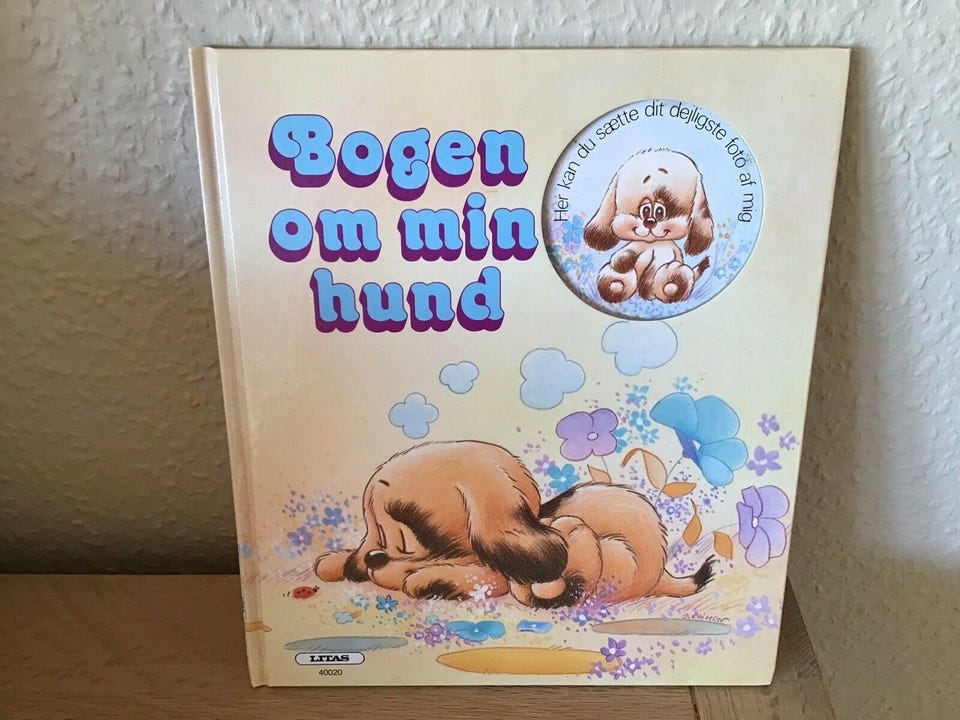 Bogen
om min
hund
Her kan du sætte dit dejligste foto af mig
LITAS
40020